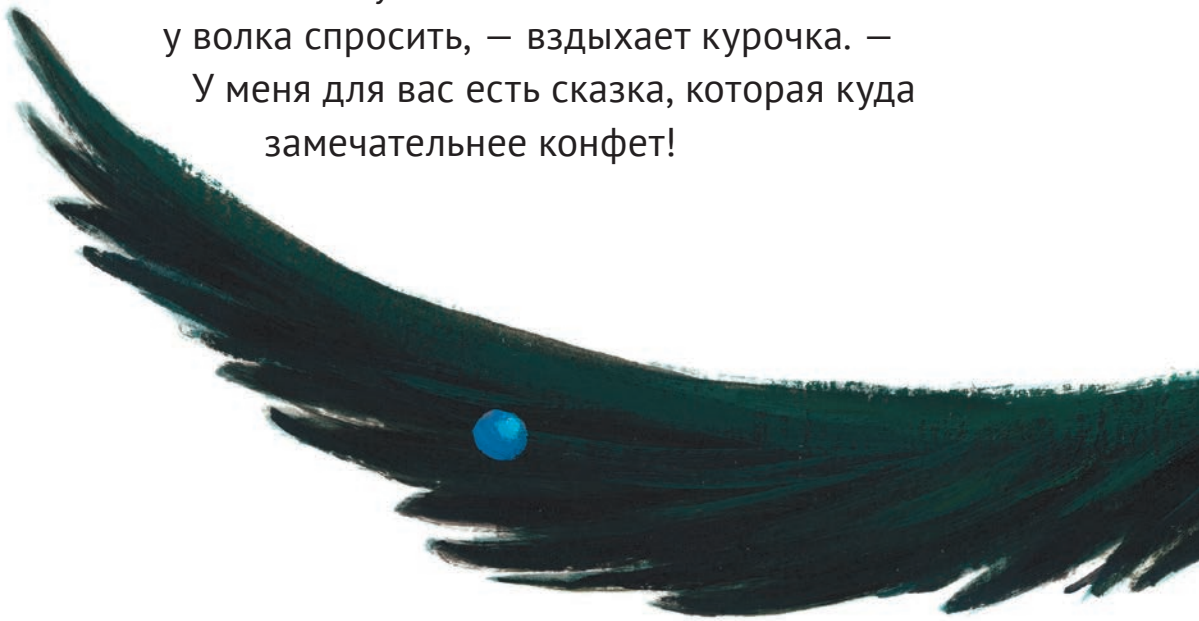 у волка спросить, — вздыхает курочка. —
У меня для вас есть сказка, которая куда
замечательнее конфет!